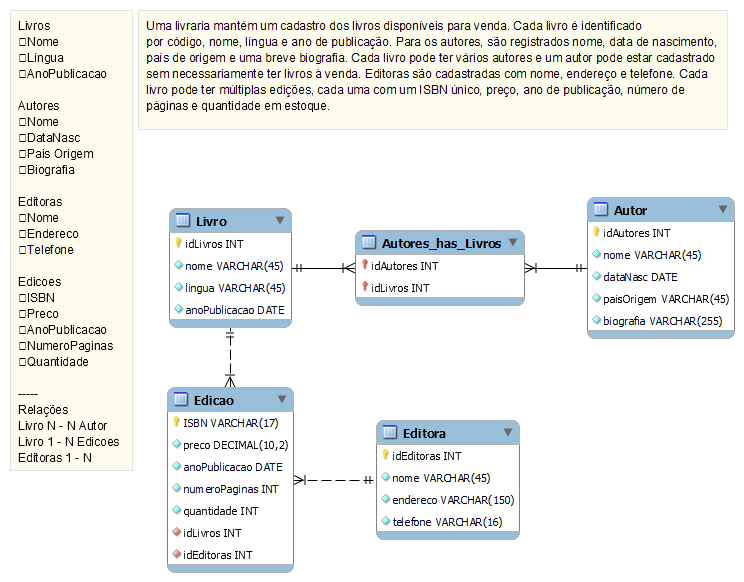 Livros
Nome
Lingua
AnoPublicacao
Autores
Nome
DataNasc
Pais Origem
Biografia
Editoras
Nome
Endereco
Telefone
Edicoes
ISBN
Preco
AnoPublicacao
NumeroPaginas
Quantidade
-----
Relações
Livro N - N Autor
Livro 1 - N Edicoes
Editoras 1 - N
Uma livraria mantém um cadastro dos livros disponíveis para venda. Cada livro é identificado
por código, nome, língua e ano de publicação. Para os autores, são registrados nome, data de nascimento,
país de origem e uma breve biografia. Cada livro pode ter vários autores e um autor pode estar cadastrado
sem necessariamente ter livros à venda. Editoras são cadastradas com nome, endereço e telefone. Cada
livro pode ter múltiplas edições, cada uma com um ISBN único, preço, ano de publicação, número de
páginas e quantidade em estoque.
Livro
idLivros INT
nome VARCHAR(45)
lingua VARCHAR(45)
anoPublicacao DATE
Autores_has_Livros
idAutores INT
idLivros INT
Autor
idAutores INT
nome VARCHAR(45)
dataNasc DATE
paisOrigem VARCHAR(45)
biografia VARCHAR(255)
Edicao
ISBN VARCHAR(17)
preco DECIMAL(10,2)
anoPublicacao DATE
numeroPaginas INT
quantidade INT
idLivros INT
idEditoras INT
Editora
idEditoras INT
nome VARCHAR(45)
endereco VARCHAR(150)
telefone VARCHAR(16)